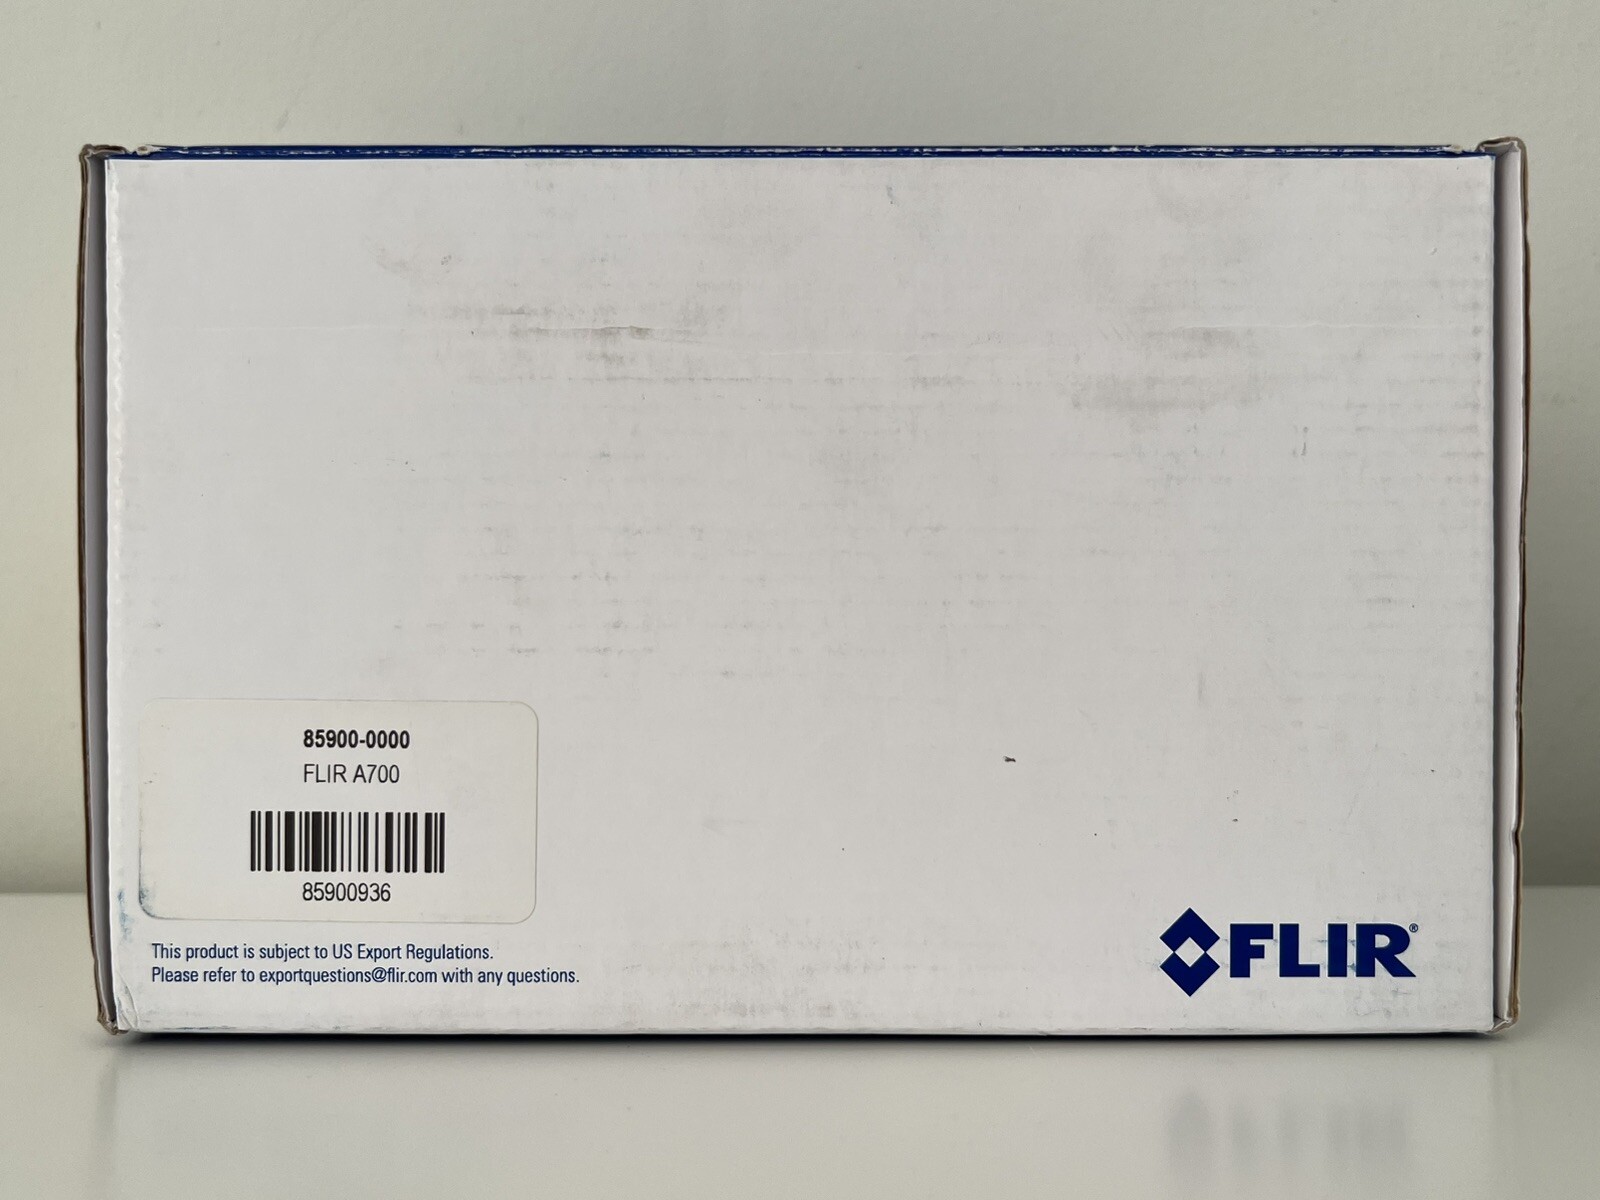 85900-0000
FLIR A700
85900936
This product is subject to US Export Regulations.
Please refer to exportquestions@flir.com with any questions.
FLIR®